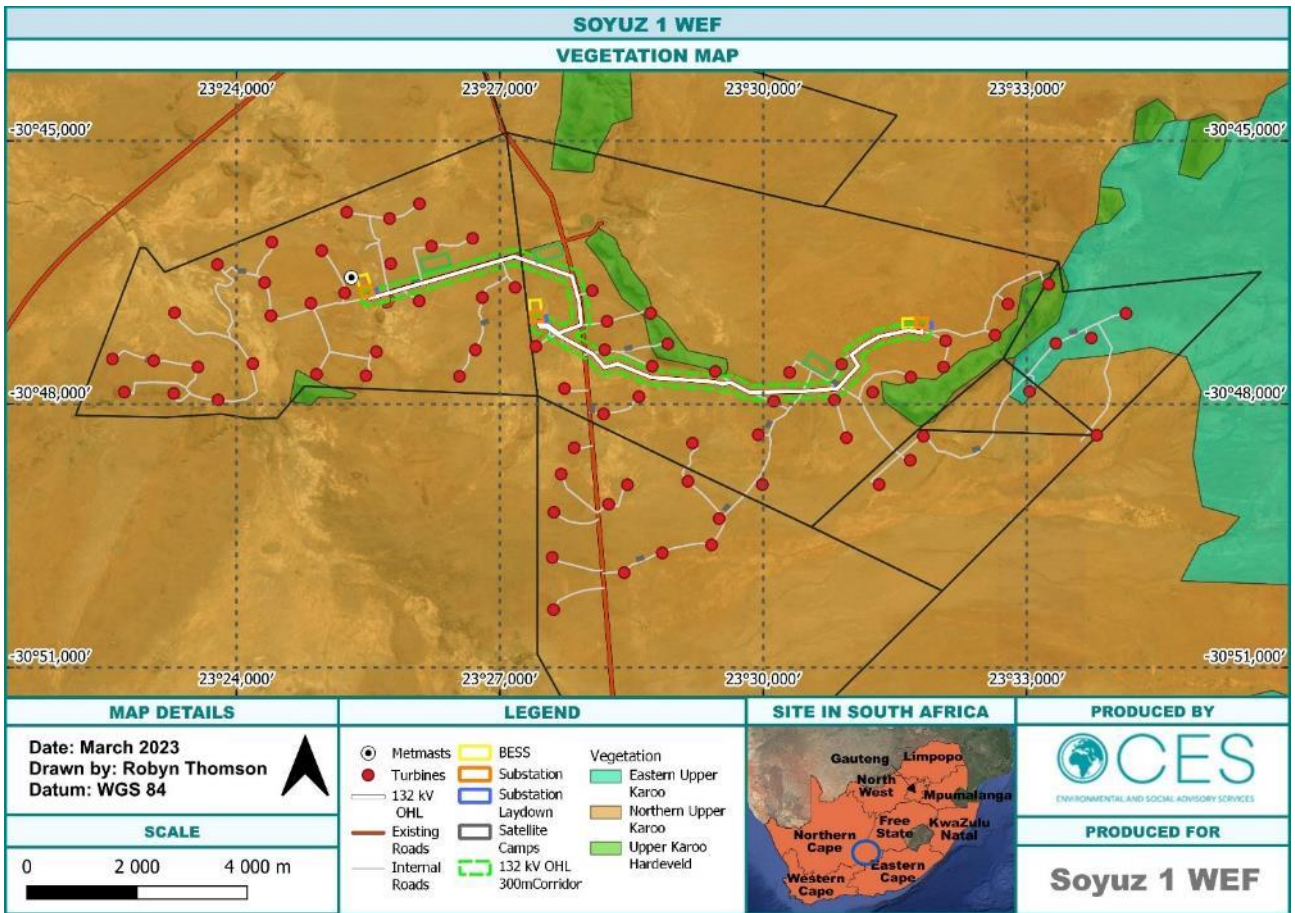 SOYUZ 1 WEF
VEGETATION MAP
23°24,000' 23°27,000' 23°30,000' 23°33,000'
-30°45,000' -30°45,000'
-30°48,000' -30°48,000'
-30°51,000' -30°51,000'
23°24,000' 23°27,000' 23°30,000' 23°33,000'
MAP DETAILS
Date: March 2023
Drawn by: Robyn Thomson
Datum: WGS 84
SCALE
0 2 000 4 000 m
LEGEND
Metmasts
Turbines
132 kV
OHL
Existing
Roads
Internal
Roads
BESS
Substation
Substation
Laydown
Satellite
Camps
132 kV OHL
300mCorridor
Vegetation
Eastern Upper
Karoo
Northern Upper
Karoo
Upper Karoo
Hardeveld
SITE IN SOUTH AFRICA
Gauteng
Limpopo
North
West
Mpumalanga
Free
State
KwaZulu
Natal
Northern
Cape
Eastern
Cape
Western
Cape
PRODUCED BY
CES
ENVIRONMENTAL AND SOCIAL ADVISORY SERVICES
PRODUCED FOR
Soyuz 1 WEF